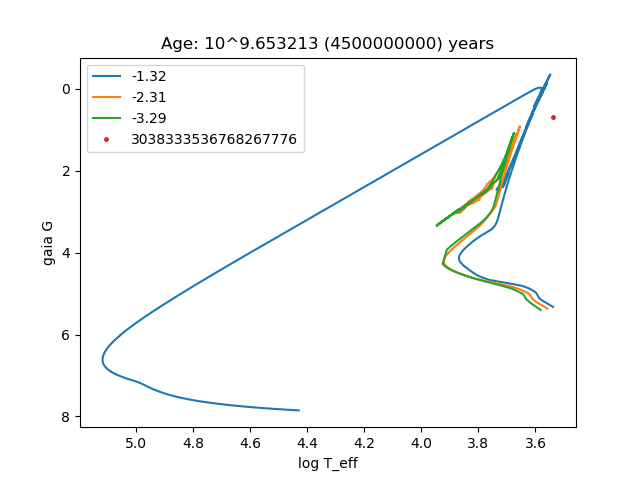 Age: 10^9.653213 (4500000000) years
-1.32
-2.31
-3.29
3038333536768267776
gaia G
0
2
4
6
8
5.0 4.8 4.6 4.4 4.2 4.0 3.8 3.6
log T_eff